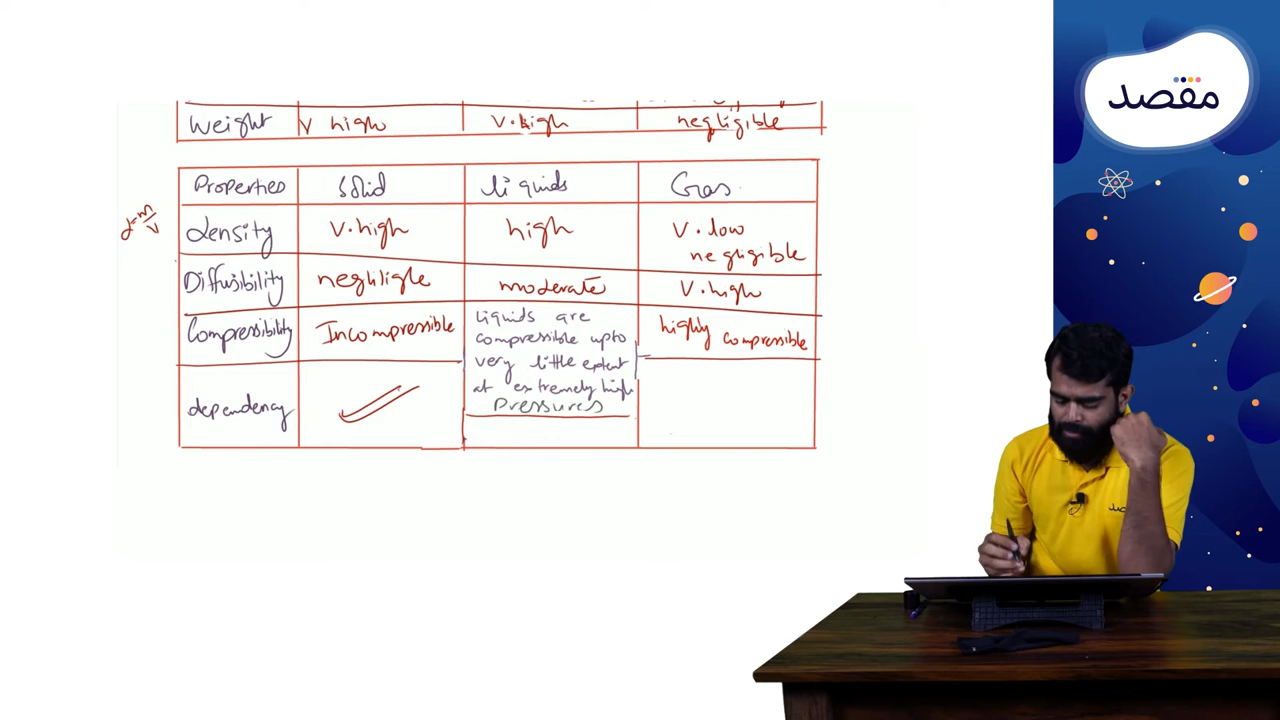 Weight V high v.high negligible
Properties Solid liquids Gas
d=m/v
density v.high high v.low
negligible
Diffusibility negliligle moderate v.high
Compressibility Incompressible highly compressible
liquids are
compressible upto
very little extent
at extremely high
Pressures
dependency
مقصد